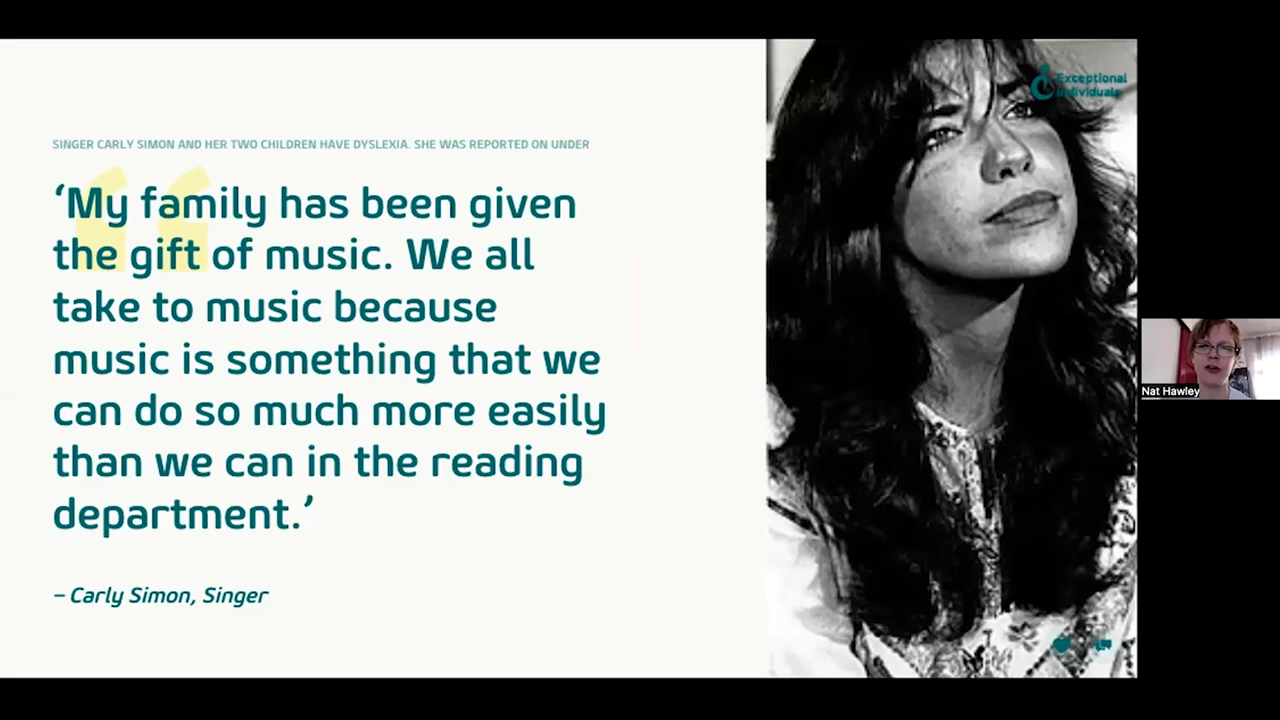 Exceptional
Individuals
SINGER CARLY SIMON AND HER TWO CHILDREN HAVE DYSLEXIA. SHE WAS REPORTED ON UNDER
‘My family has been given
the gift of music. We all
take to music because
music is something that we
can do so much more easily
than we can in the reading
department.’
– Carly Simon, Singer
Nat Hawley